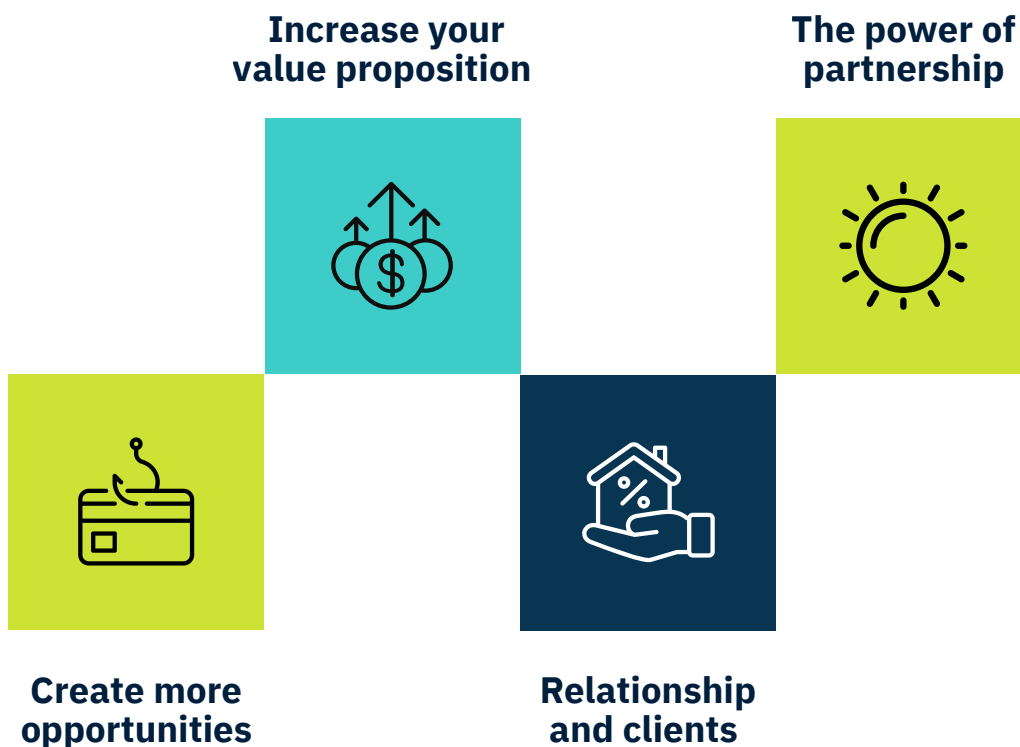 Increase your
value proposition
The power of
partnership
$
%
Create more
opportunities
Relationship
and clients